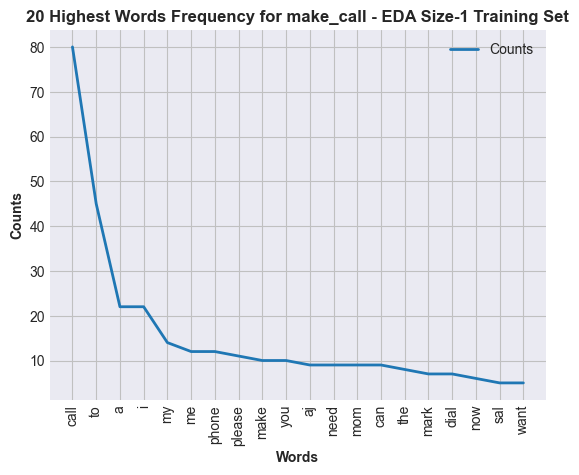 20 Highest Words Frequency for make_call - EDA Size-1 Training Set
Counts
80
70
60
50
40
30
20
10
Counts
call
to
a
i
my
me
phone
please
make
you
aj
need
mom
can
the
mark
dial
now
sal
want
Words